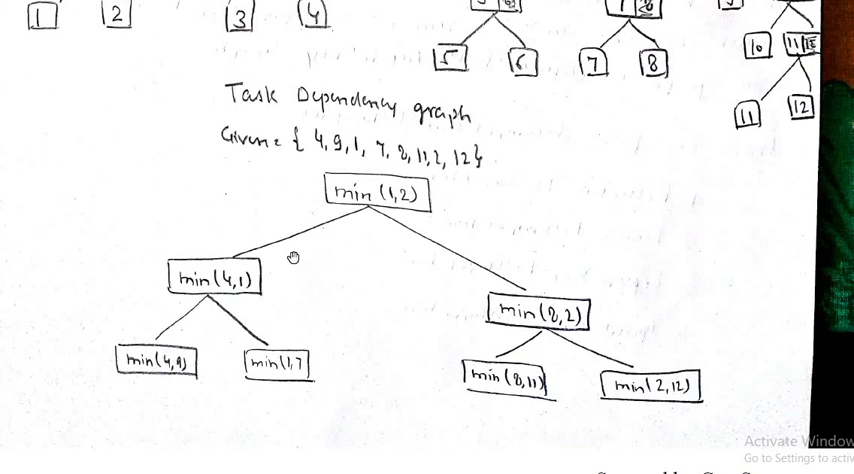 1 2 3 4
5 6 7 8 10 11
11 12
Task Dependency graph
Given = { 4, 9, 1, 7, 8, 11, 2, 12 }
min (1,2)
min (4,1)
min (8,2)
min (4,9) min (1,7
min (8,11) min (2,12)
Activate Window
Go to Settings to activ